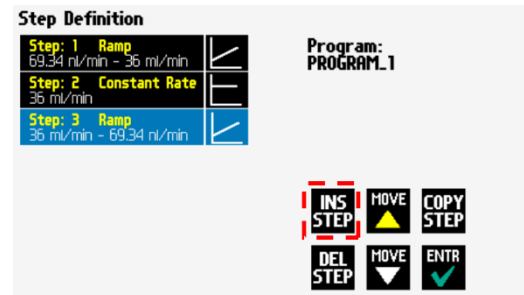 Step Definition
Step: 1 Ramp
69.34 nl/min - 36 ml/min
Step: 2 Constant Rate
36 ml/min
Step: 3 Ramp
36 ml/min - 69.34 nl/min
Program:
PROGRAM_1
INS STEP
MOVE
COPY STEP
DEL STEP
MOVE
ENTR